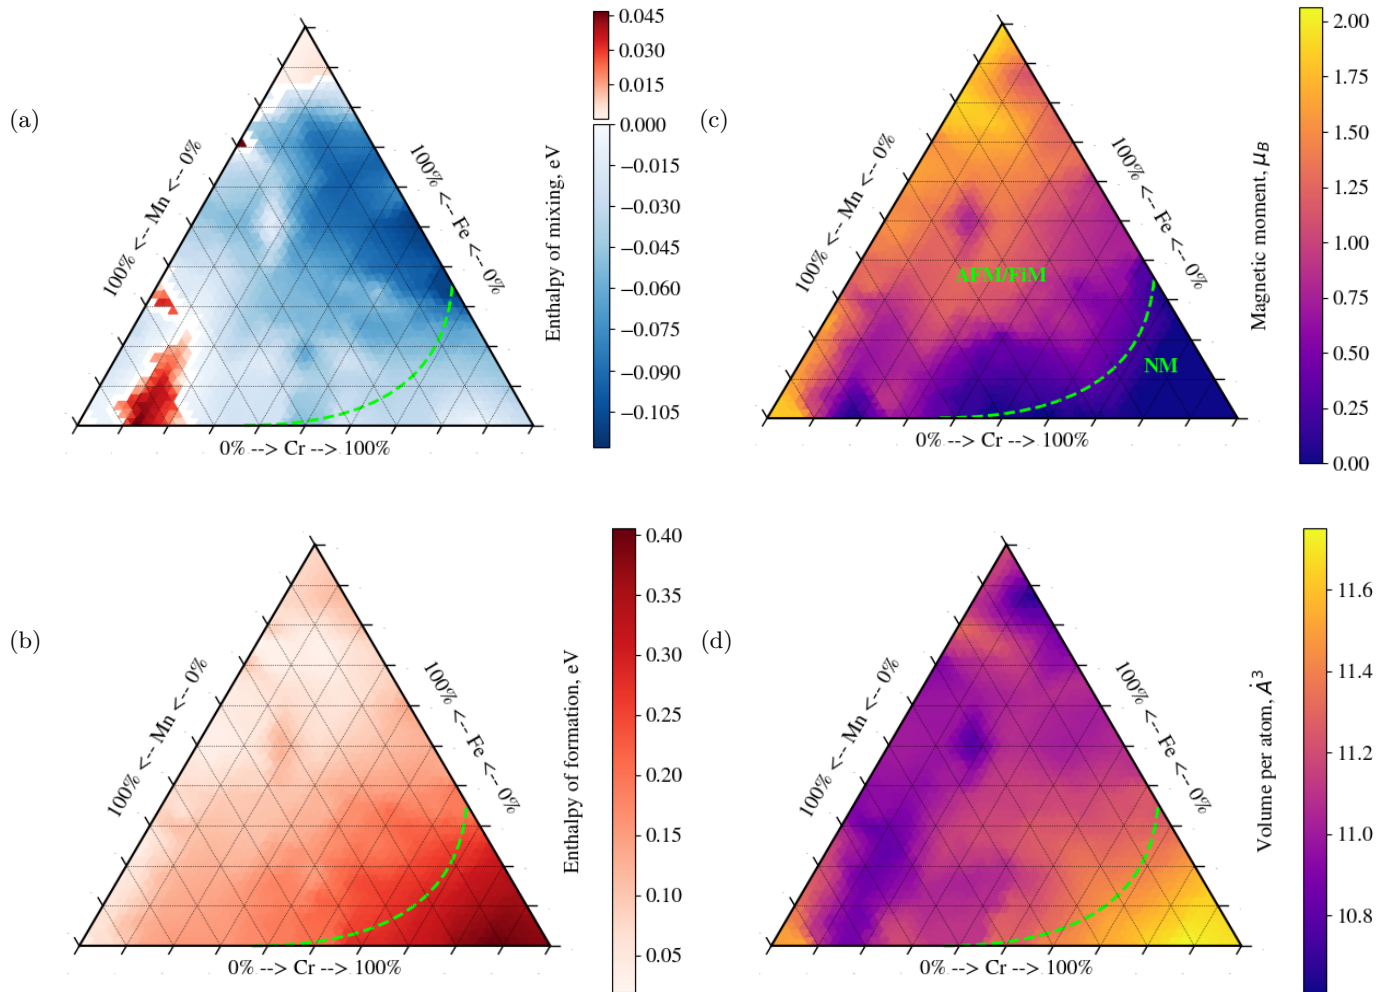 (a)
100% <-- Mn <-- 0%
100% <-- Fe <-- 0%
0% --> Cr --> 100%
0.045
0.030
0.015
0.000
−0.015
−0.030
−0.045
−0.060
−0.075
−0.090
−0.105
Enthalpy of mixing, eV
(c)
100% <-- Mn <-- 0%
100% <-- Fe <-- 0%
AFM/FIM
NM
0% --> Cr --> 100%
2.00
1.75
1.50
1.25
1.00
0.75
0.50
0.25
0.00
Magnetic moment, μB
(b)
100% <-- Mn <-- 0%
100% <-- Fe <-- 0%
0% --> Cr --> 100%
0.40
0.35
0.30
0.25
0.20
0.15
0.10
0.05
Enthalpy of formation, eV
(d)
100% <-- Mn <-- 0%
100% <-- Fe <-- 0%
0% --> Cr --> 100%
11.6
11.4
11.2
11.0
10.8
Volume per atom, Ȧ³